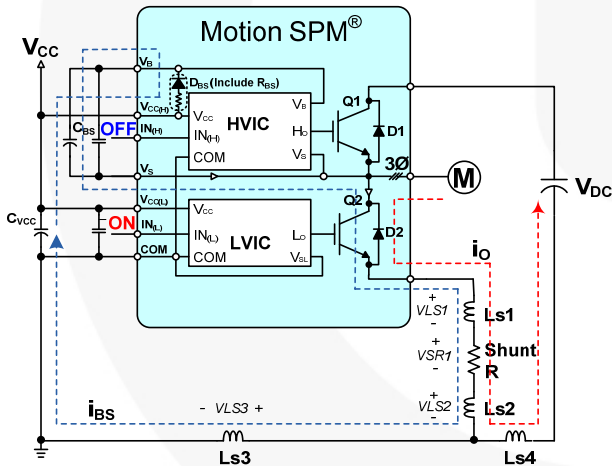 Motion SPM®
VCC
VB
DBS(Include RBS)
VCC(H)
VCC
VB
Q1
CBS
OFF
IN(H)
IN(H)
HVIC
HO
D1
COM
VS
VS
3Ø
M
VDC
VCC(L)
VCC
Q2
CVCC
ON
IN(L)
IN(L)
LVIC
LO
D2
COM
COM
VSL
iO
+
VLS1
-
Ls1
+
VSR1
-
Shunt
R
+
VLS2
-
Ls2
iBS
- VLS3 +
Ls3
Ls4